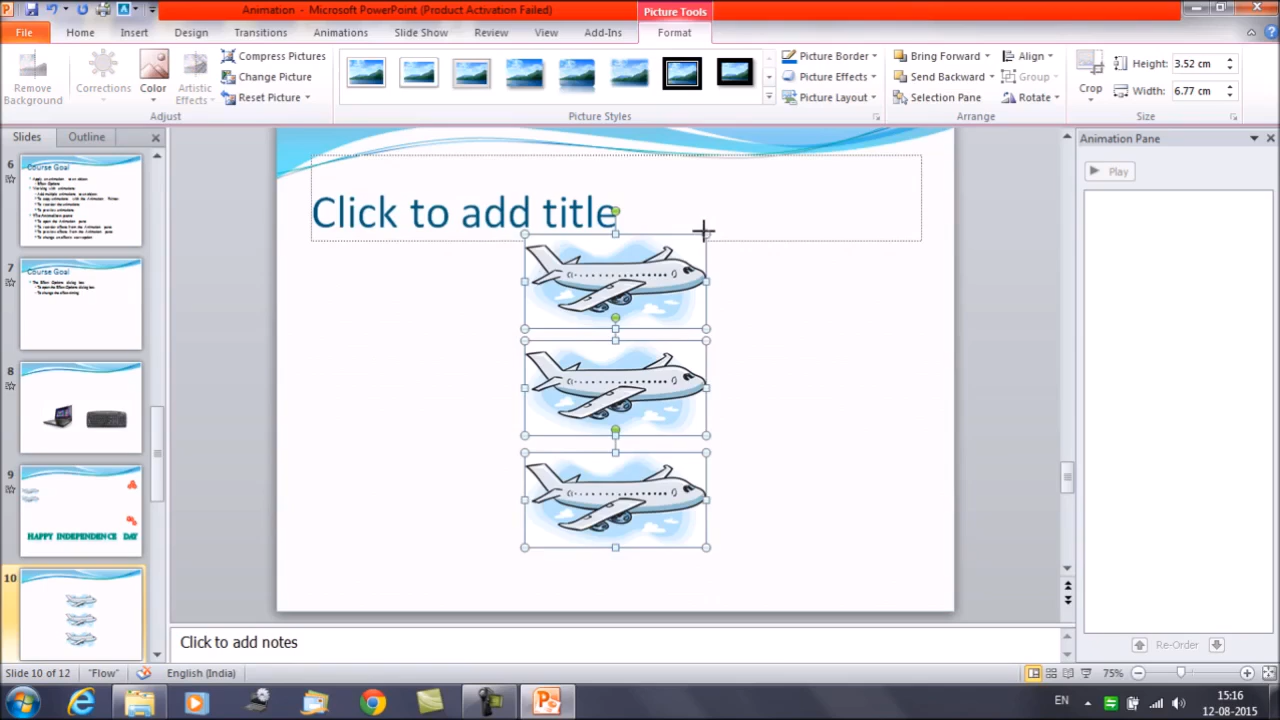 Animation - Microsoft PowerPoint (Product Activation Failed)
Picture Tools
File Home Insert Design Transitions Animations Slide Show Review View Add-Ins Format
Remove Background
Corrections
Color
Artistic Effects
Compress Pictures
Change Picture
Reset Picture
Adjust
Picture Styles
Picture Border
Picture Effects
Picture Layout
Bring Forward
Send Backward
Selection Pane
Align
Group
Rotate
Arrange
Crop
Height: 3.52 cm
Width: 6.77 cm
Size
Slides Outline
6
Course Goal
7
Course Goal
8
9
HAPPY INDEPENDENCE DAY
10
Click to add title
Animation Pane
Play
Re-Order
Click to add notes
Slide 10 of 12 "Flow" English (India) 75%
EN 15:16
12-08-2015